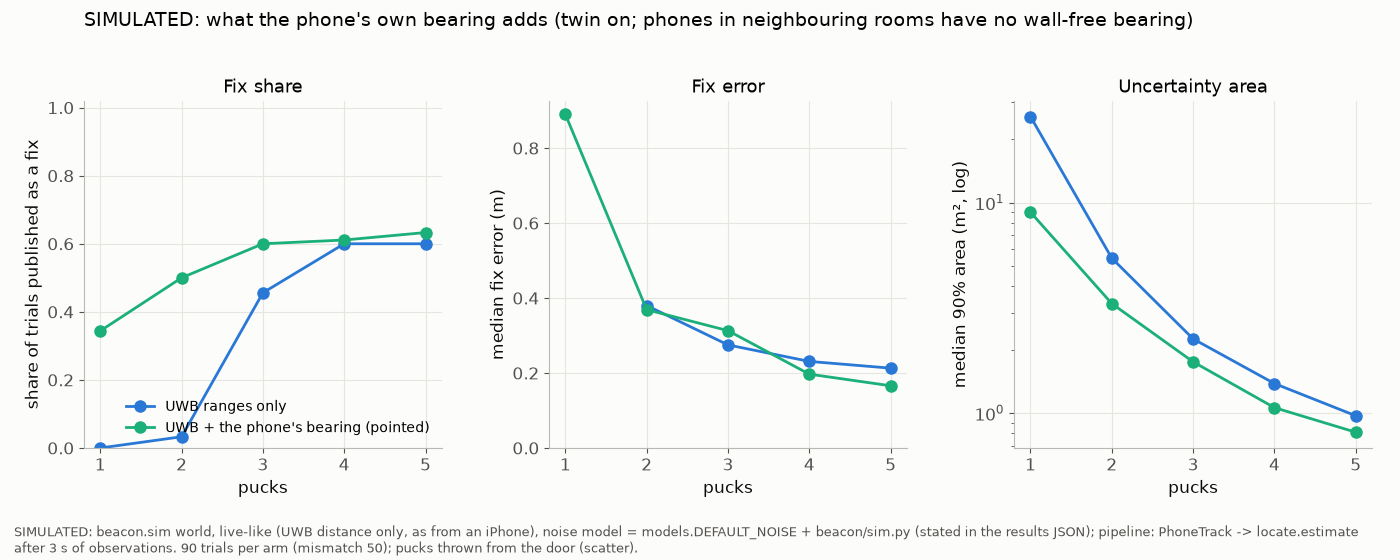 SIMULATED: what the phone's own bearing adds (twin on; phones in neighbouring rooms have no wall-free bearing)
Fix share
share of trials published as a fix
1.0
0.8
0.6
0.4
0.2
0.0
1 2 3 4 5
pucks
UWB ranges only
UWB + the phone's bearing (pointed)
Fix error
median fix error (m)
0.8
0.6
0.4
0.2
0.0
1 2 3 4 5
pucks
Uncertainty area
median 90% area (m², log)
10¹
10⁰
1 2 3 4 5
pucks
SIMULATED: beacon.sim world, live-like (UWB distance only, as from an iPhone), noise model = models.DEFAULT_NOISE + beacon/sim.py (stated in the results JSON); pipeline: PhoneTrack -> locate.estimate
after 3 s of observations. 90 trials per arm (mismatch 50); pucks thrown from the door (scatter).